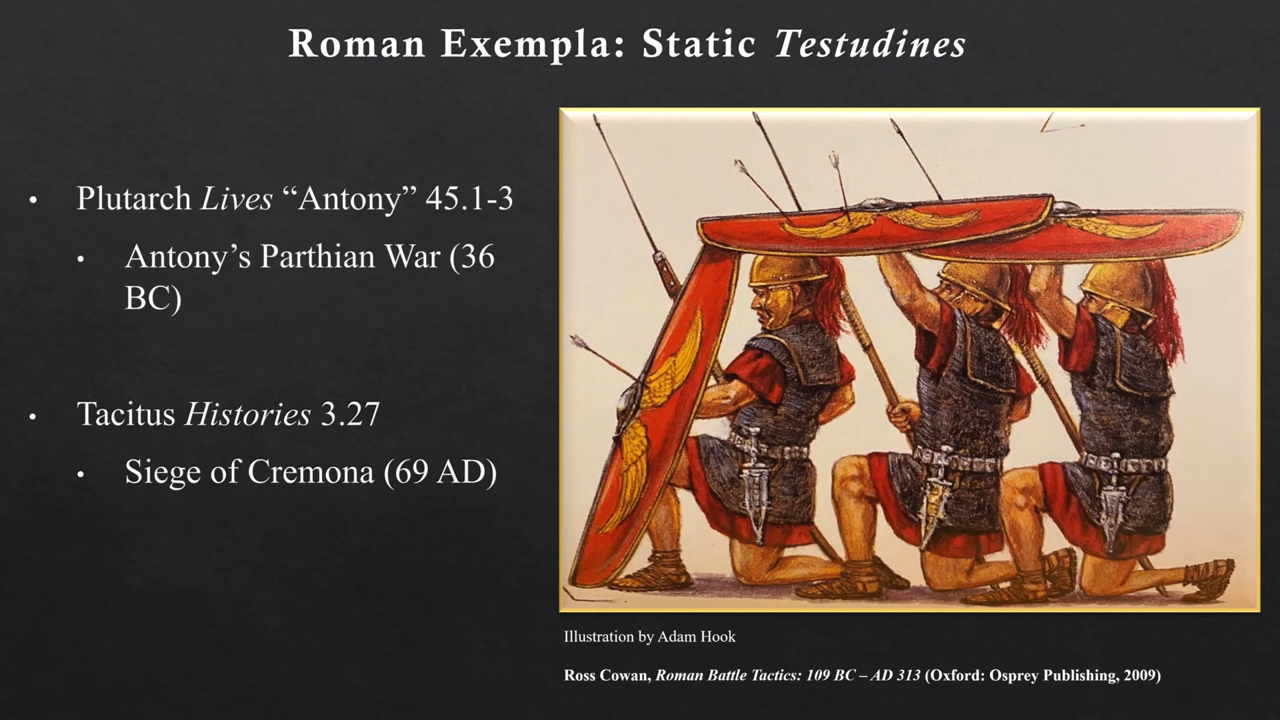 Roman Exempla: Static Testudines
• Plutarch Lives “Antony” 45.1-3
• Antony’s Parthian War (36
BC)
• Tacitus Histories 3.27
• Siege of Cremona (69 AD)
Illustration by Adam Hook
Ross Cowan, Roman Battle Tactics: 109 BC – AD 313 (Oxford: Osprey Publishing, 2009)